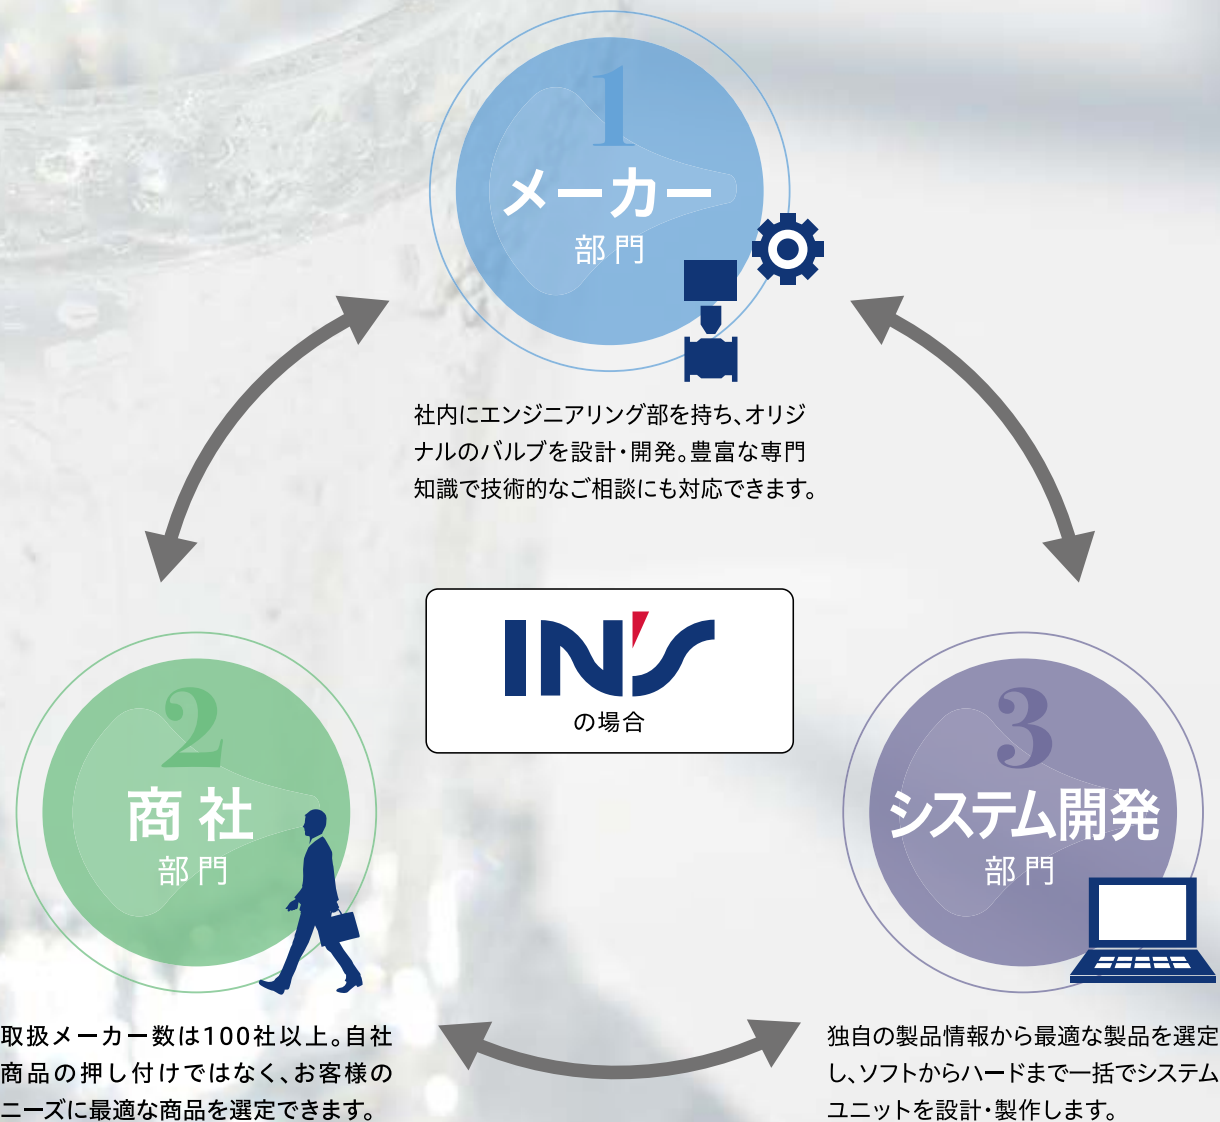 1
メーカー
部門
社内にエンジニアリング部を持ち、オリジ
ナルのバルブを設計・開発。豊富な専門
知識で技術的なご相談にも対応できます。
IN'S
の場合
2
商社
部門
取扱メーカー数は100社以上。自社
商品の押し付けではなく、お客様の
ニーズに最適な商品を選定できます。
3
システム開発
部門
独自の製品情報から最適な製品を選定
し、ソフトからハードまで一括でシステム
ユニットを設計・製作します。